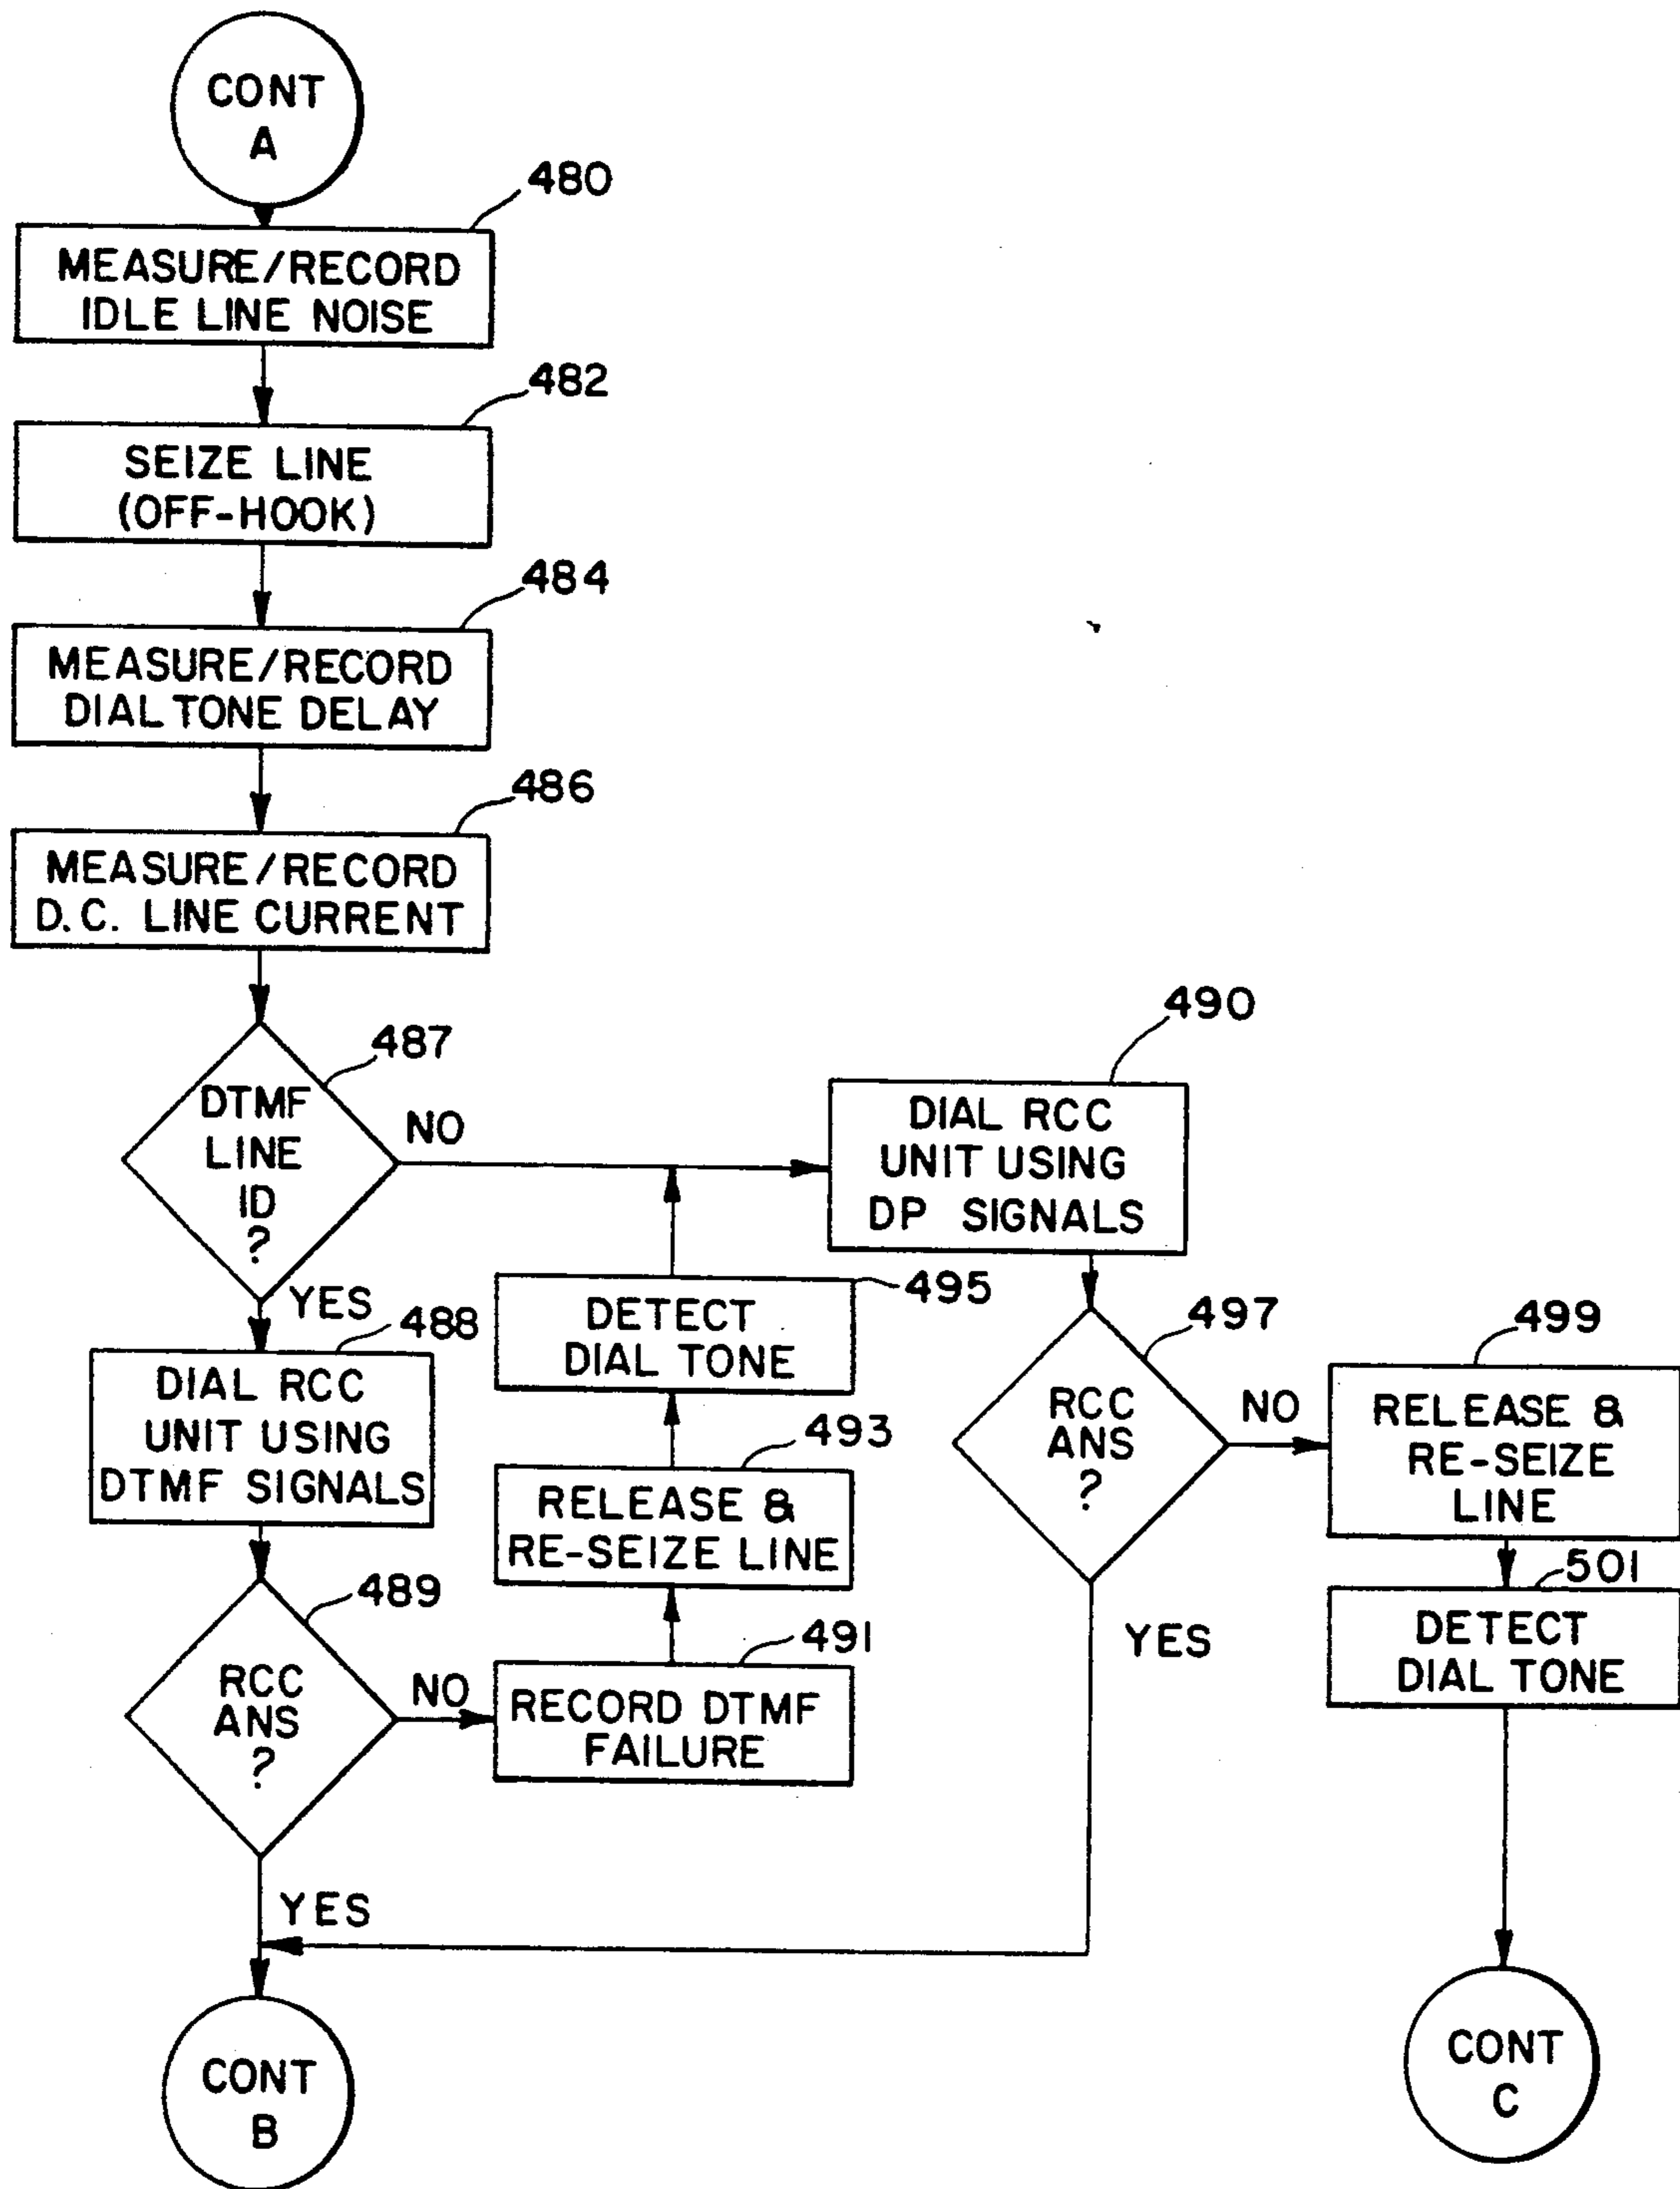 CONT
A
480
MEASURE/RECORD
IDLE LINE NOISE
482
SEIZE LINE
(OFF-HOOK)
484
MEASURE/RECORD
DIAL TONE DELAY
486
MEASURE/RECORD
D.C. LINE CURRENT
487
DTMF
LINE
ID
?
NO
YES
490
DIAL RCC
UNIT USING
DP SIGNALS
488
DIAL RCC
UNIT USING
DTMF SIGNALS
495
DETECT
DIAL TONE
493
RELEASE &
RE-SEIZE LINE
497
RCC
ANS
?
NO
YES
499
RELEASE &
RE-SEIZE
LINE
501
DETECT
DIAL TONE
489
RCC
ANS
?
NO
YES
491
RECORD DTMF
FAILURE
CONT
B
CONT
C